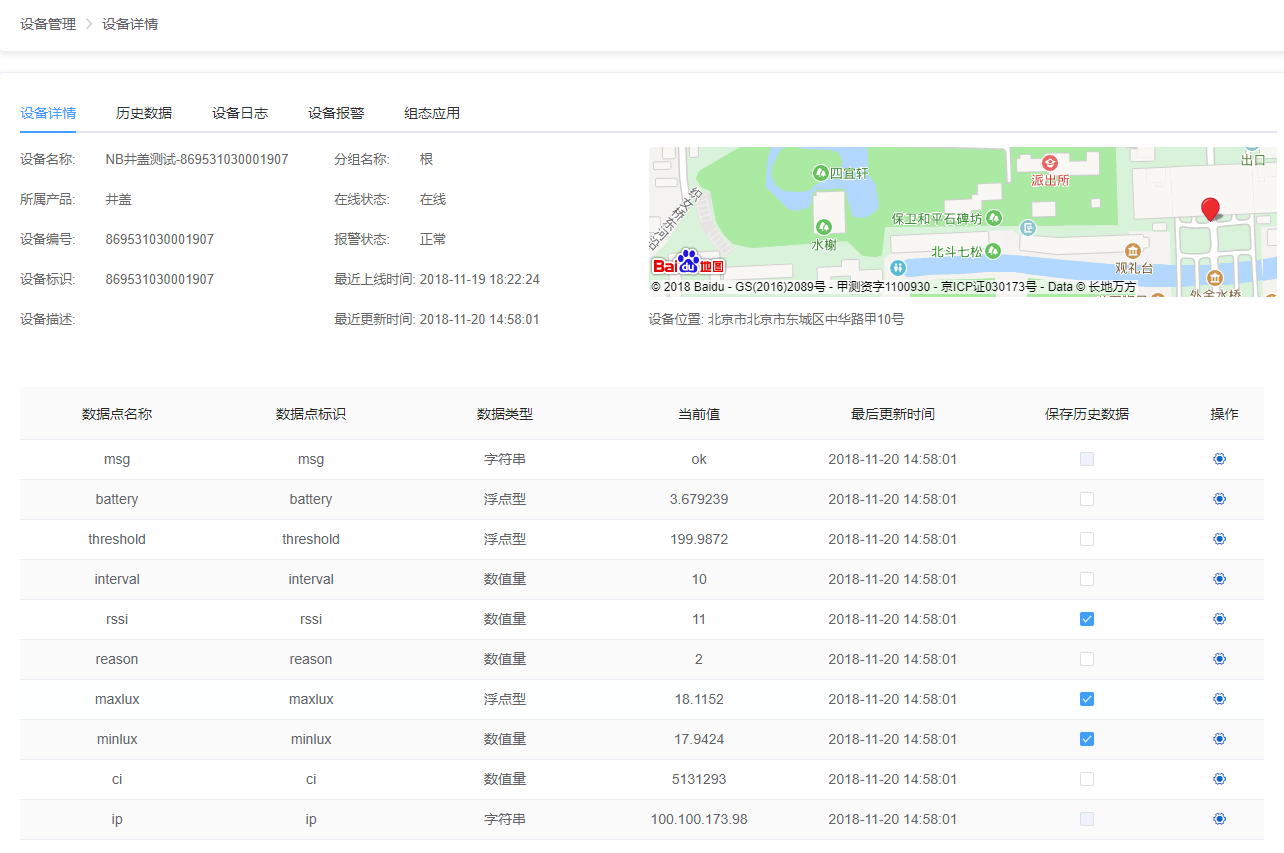 设备管理 > 设备详情
设备详情 历史数据 设备日志 设备报警 组态应用
设备名称: NB井盖测试-869531030001907 分组名称: 根
所属产品: 井盖 在线状态: 在线
设备编号: 869531030001907 报警状态: 正常
设备标识: 869531030001907 最近上线时间: 2018-11-19 18:22:24
设备描述: 最近更新时间: 2018-11-20 14:58:01
出口
四宜轩
派出所
织女桥东河沿
保卫和平石碑坊
水榭
北斗七松
观礼台
Bai du 地图
外金水桥
© 2018 Baidu - GS(2016)2089号 - 甲测资字1100930 - 京ICP证030173号 - Data © 长地万方
设备位置: 北京市北京市东城区中华路甲10号
数据点名称 数据点标识 数据类型 当前值 最后更新时间 保存历史数据 操作
msg msg 字符串 ok 2018-11-20 14:58:01
battery battery 浮点型 3.679239 2018-11-20 14:58:01
threshold threshold 浮点型 199.9872 2018-11-20 14:58:01
interval interval 数值量 10 2018-11-20 14:58:01
rssi rssi 数值量 11 2018-11-20 14:58:01
reason reason 数值量 2 2018-11-20 14:58:01
maxlux maxlux 浮点型 18.1152 2018-11-20 14:58:01
minlux minlux 数值量 17.9424 2018-11-20 14:58:01
ci ci 数值量 5131293 2018-11-20 14:58:01
ip ip 字符串 100.100.173.98 2018-11-20 14:58:01